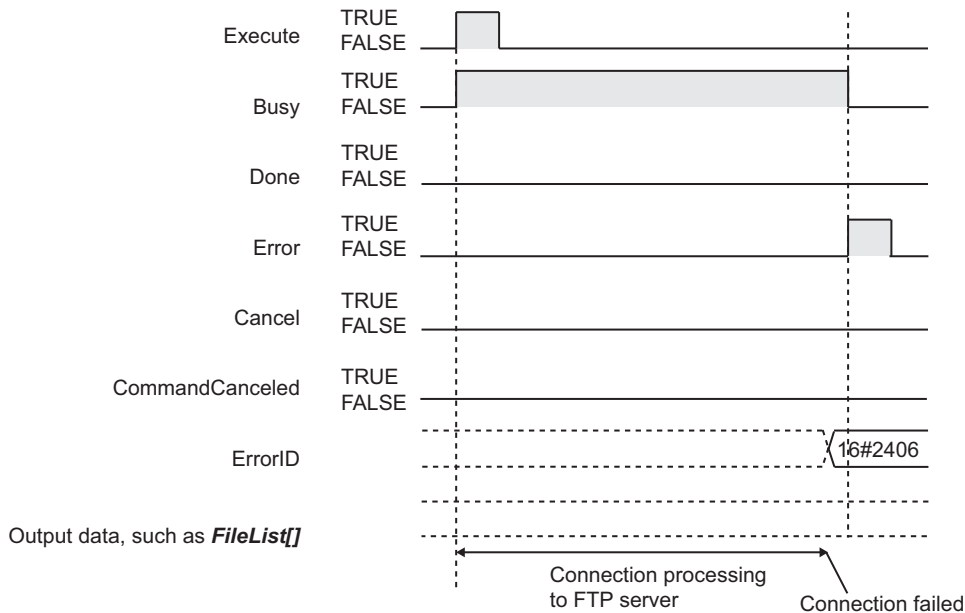 Execute
TRUE
FALSE
Busy
TRUE
FALSE
Done
TRUE
FALSE
Error
TRUE
FALSE
Cancel
TRUE
FALSE
CommandCanceled
TRUE
FALSE
ErrorID
16#2406
Output data, such as FileList[]
Connection processing
to FTP server
Connection failed